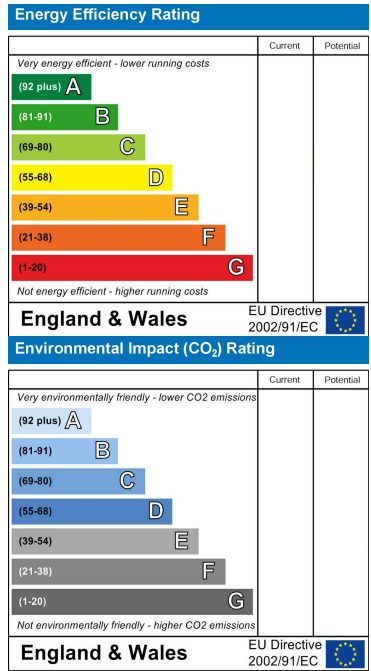 Energy Efficiency Rating
Current Potential
Very energy efficient - lower running costs
(92 plus) A
(81-91) B
(69-80) C
(55-68) D
(39-54) E
(21-38) F
(1-20) G
Not energy efficient - higher running costs
England & Wales
EU Directive
2002/91/EC
Environmental Impact (CO₂) Rating
Current Potential
Very environmentally friendly - lower CO2 emissions
(92 plus) A
(81-91) B
(69-80) C
(55-68) D
(39-54) E
(21-38) F
(1-20) G
Not environmentally friendly - higher CO2 emissions
England & Wales
EU Directive
2002/91/EC